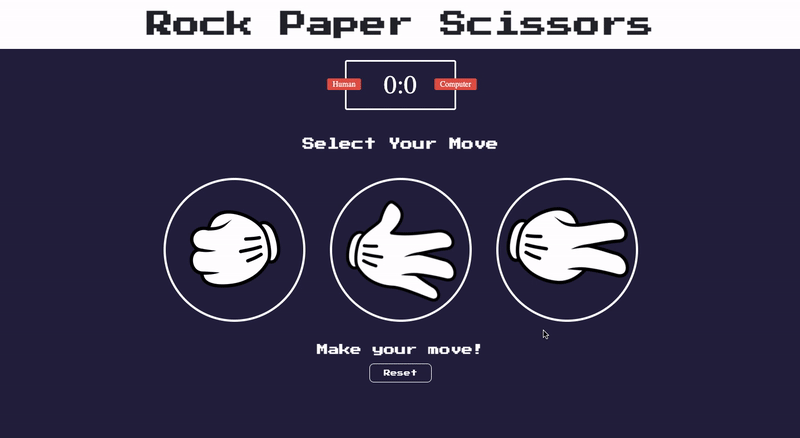 Rock Paper Scissors
Human 0:0 Computer
Select Your Move
Make your move!
Reset